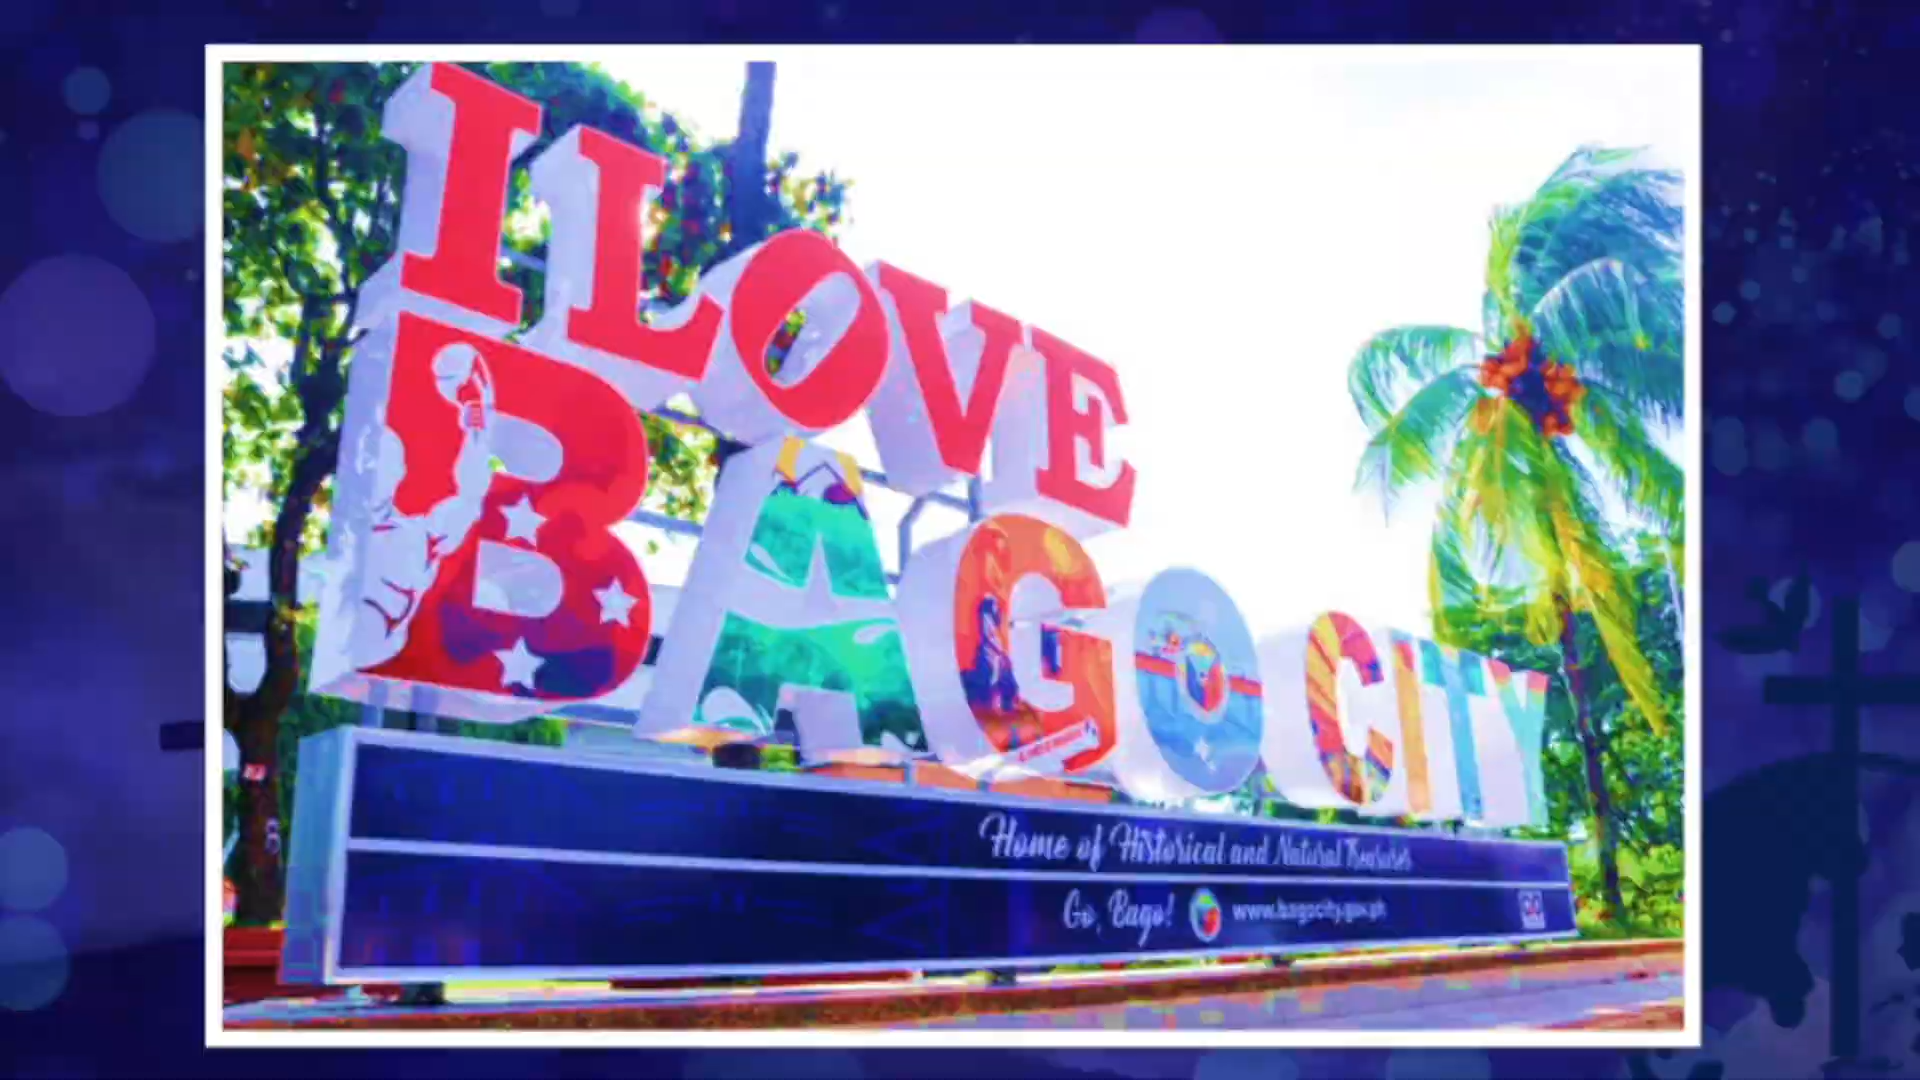 I LOVE
BAGO CITY
Home of Historical and Natural Treasures
Go, Bago! www.bagocity.gov.ph